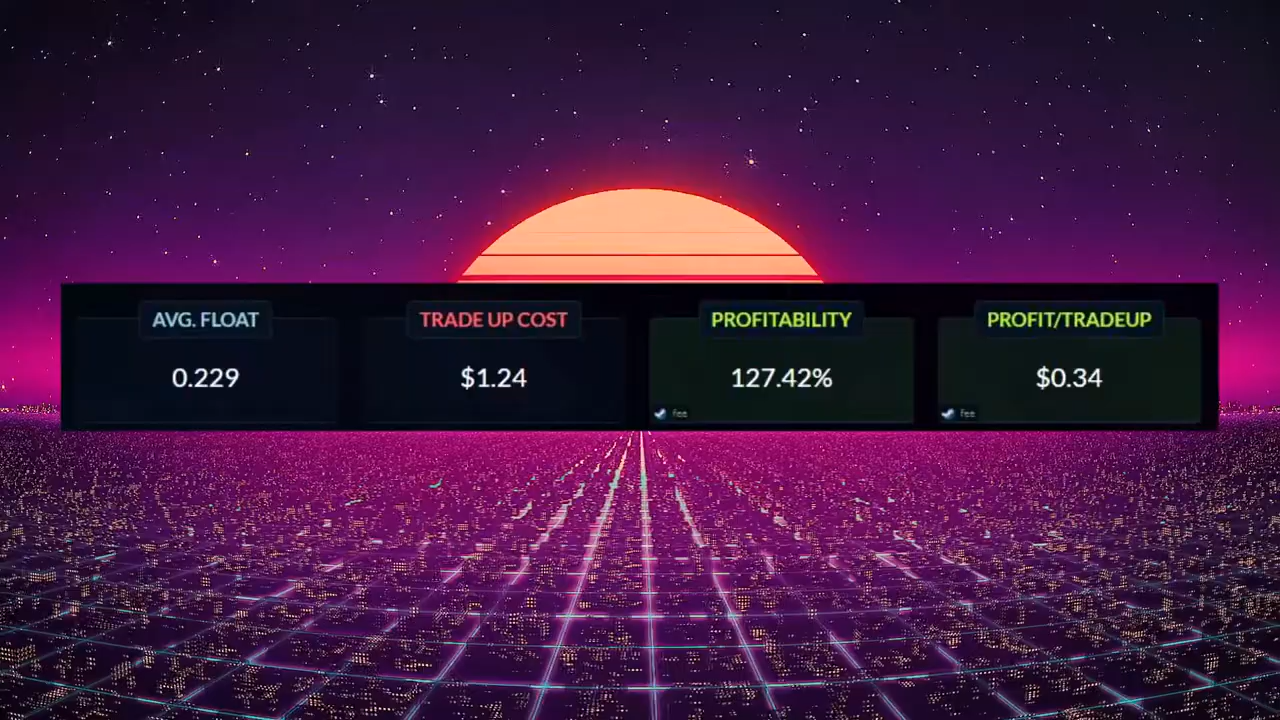 AVG. FLOAT
0.229
TRADE UP COST
$1.24
PROFITABILITY
127.42%
fee
PROFIT/TRADEUP
$0.34
fee